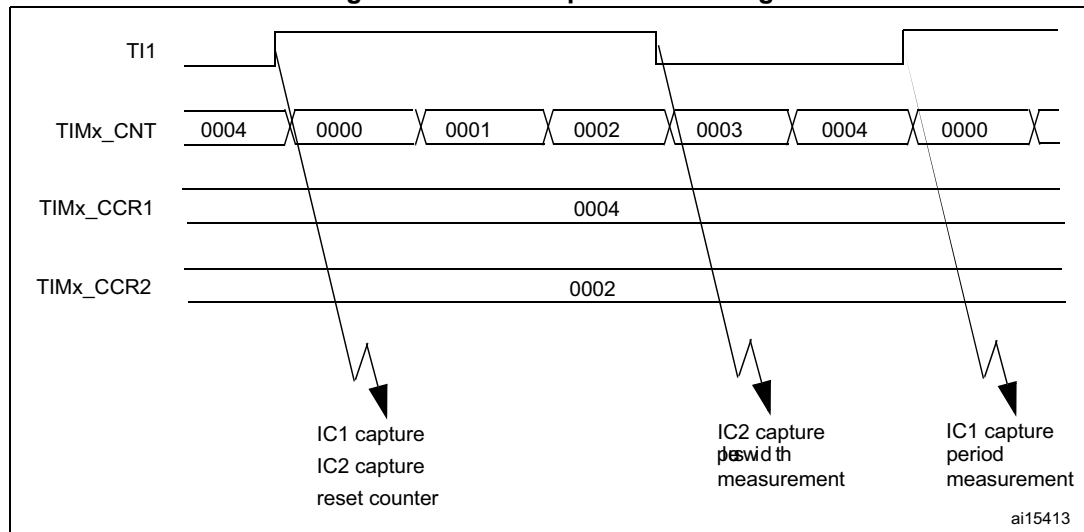 TI1
TIMx_CNT 0004 0000 0001 0002 0003 0004 0000
TIMx_CCR1 0004
TIMx_CCR2 0002
IC1 capture
IC2 capture
reset counter
IC2 capture
measurement
IC1 capture
period
measurement
ai15413